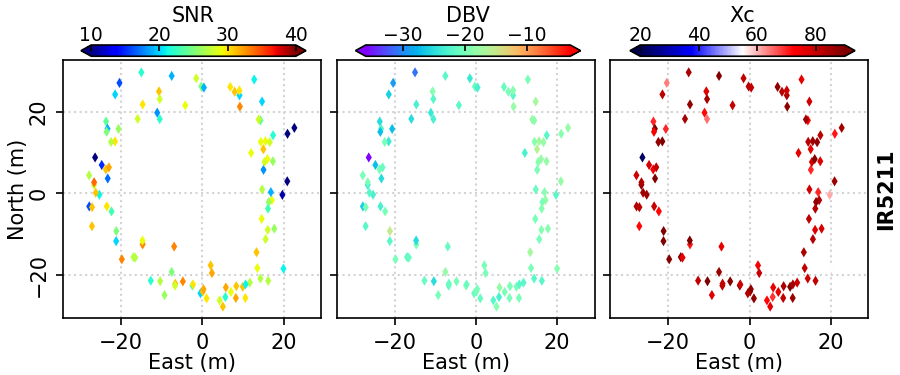 SNR DBV Xc
10 20 30 40 −30 −20 −10 20 40 60 80
20
0
−20
North (m)
IR5211
−20 0 20 −20 0 20 −20 0 20
East (m) East (m) East (m)